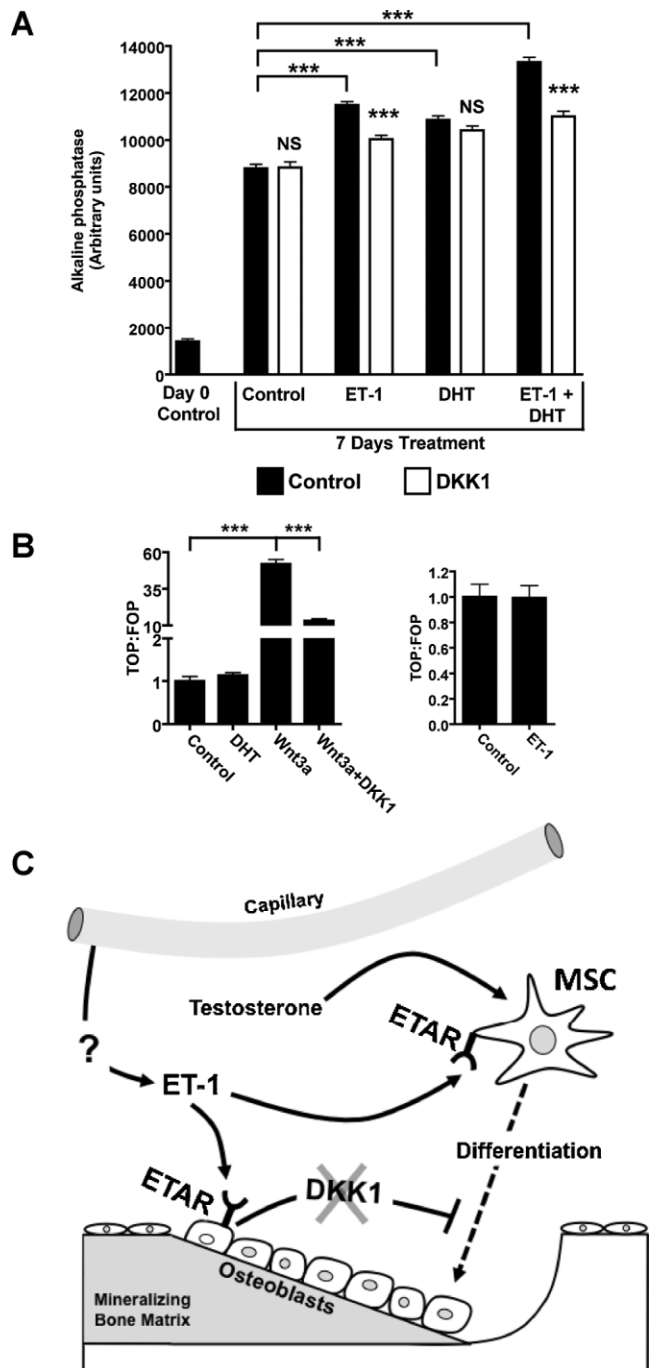 A
***
***
***
***
NS
***
NS
***
14000
12000
10000
8000
6000
4000
2000
0
Alkaline phosphatase
(Arbitrary units)
Day 0
Control
Control
ET-1
DHT
ET-1 +
DHT
7 Days Treatment
Control
DKK1
B
***
***
60
35
10
2
1
0
TOP:FOP
Control
DHT
Wnt3a
Wnt3a+DKK1
1.2
1.0
0.8
0.6
0.4
0.2
0.0
TOP:FOP
Control
ET-1
C
Capillary
MSC
Testosterone
ETAR
?
ET-1
Differentiation
ETAR
DKK1
Osteoblasts
Mineralizing
Bone Matrix